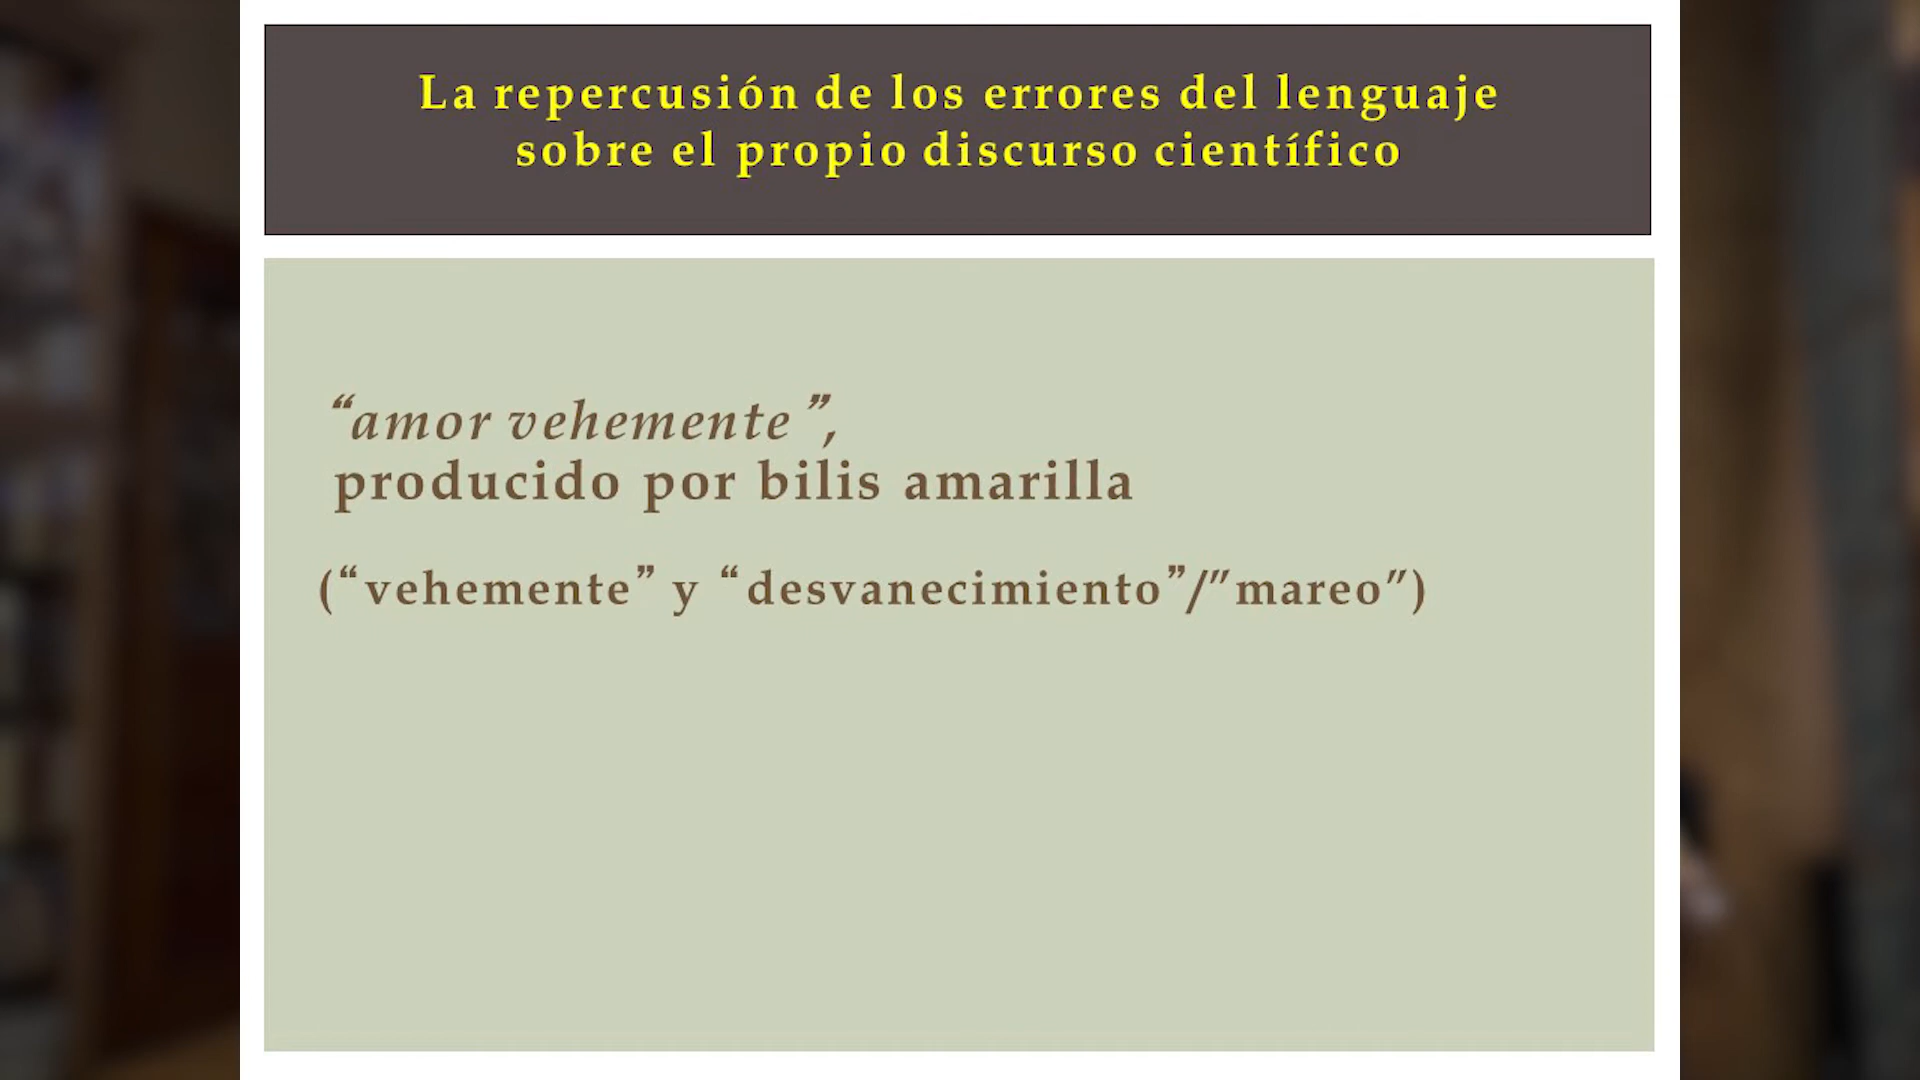 La repercusión de los errores del lenguaje
sobre el propio discurso científico
“amor vehemente ”,
producido por bilis amarilla
(“vehemente” y “desvanecimiento”/”mareo”)